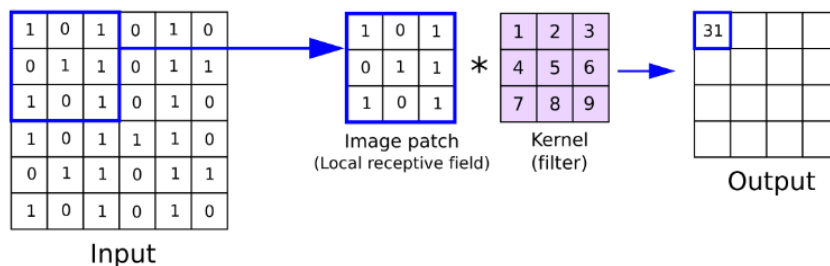 1 0 1 0 1 0
0 1 1 0 1 1
1 0 1 0 1 0
1 0 1 1 1 0
0 1 1 0 1 1
1 0 1 0 1 0
Input
1 0 1
0 1 1
1 0 1
Image patch
(Local receptive field)
*
1 2 3
4 5 6
7 8 9
Kernel
(filter)
31
Output